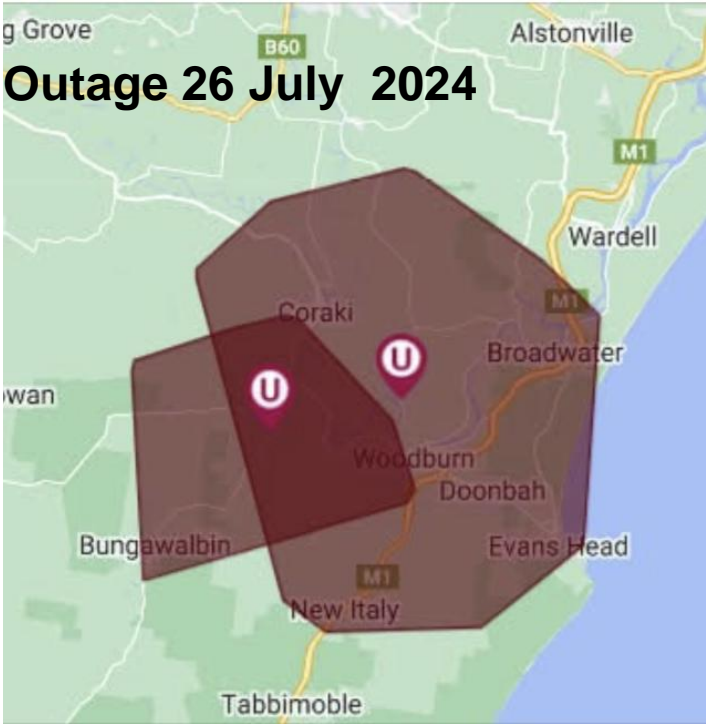 g Grove
B60
Alstonville
Outage 26 July 2024
M1
Wardell
M1
Coraki
U
Broadwater
U
wan
Woodburn
Doonbah
Bungawalbin
Evans Head
M1
New Italy
Tabbimoble